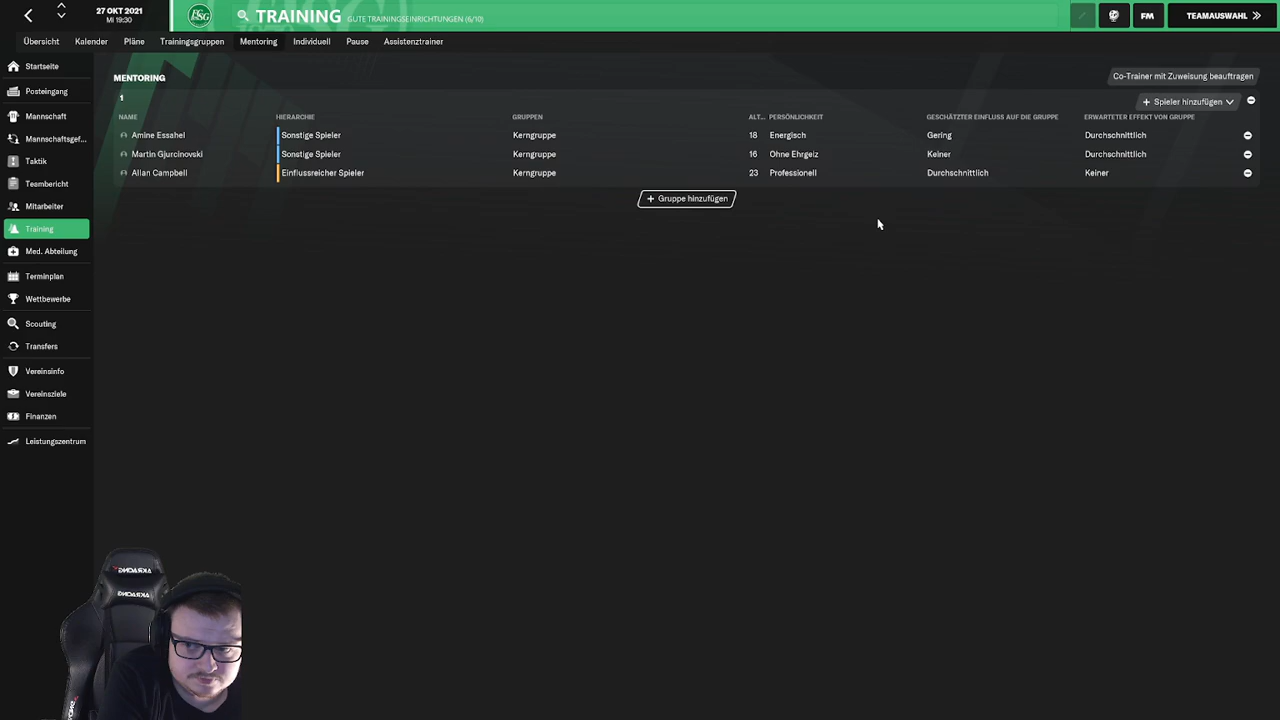 27 OKT 2021
MI 19:30
FCSG
TRAINING GUTE TRAININGSEINRICHTUNGEN (6/10)
FM
TEAMAUSWAHL
Übersicht Kalender Pläne Trainingsgruppen Mentoring Individuell Pause Assistenztrainer
Startseite
Posteingang
Mannschaft
Mannschaftsgef...
Taktik
Teambericht
Mitarbeiter
Training
Med. Abteilung
Terminplan
Wettbewerbe
Scouting
Transfers
Vereinsinfo
Vereinsziele
Finanzen
Leistungszentrum
MENTORING
Co-Trainer mit Zuweisung beauftragen
1
+ Spieler hinzufügen
NAME HIERARCHIE GRUPPEN ALT... PERSÖNLICHKEIT GESCHÄTZTER EINFLUSS AUF DIE GRUPPE ERWARTETER EFFEKT VON GRUPPE
Amine Essahel Sonstige Spieler Kerngruppe 18 Energisch Gering Durchschnittlich
Martin Gjurcinovski Sonstige Spieler Kerngruppe 16 Ohne Ehrgeiz Keiner Durchschnittlich
Allan Campbell Einflussreicher Spieler Kerngruppe 23 Professionell Durchschnittlich Keiner
+ Gruppe hinzufügen